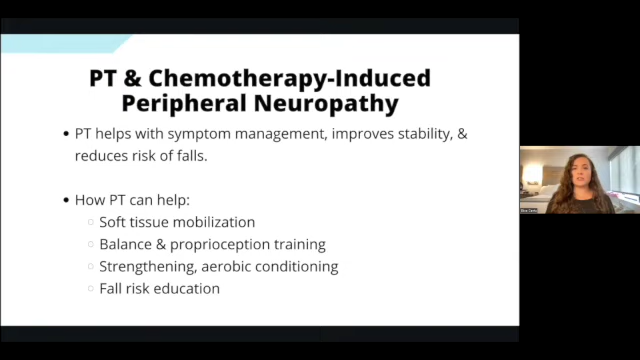 PT & Chemotherapy-Induced
Peripheral Neuropathy
• PT helps with symptom management, improves stability, &
reduces risk of falls.
• How PT can help:
○ Soft tissue mobilization
○ Balance & proprioception training
○ Strengthening, aerobic conditioning
○ Fall risk education